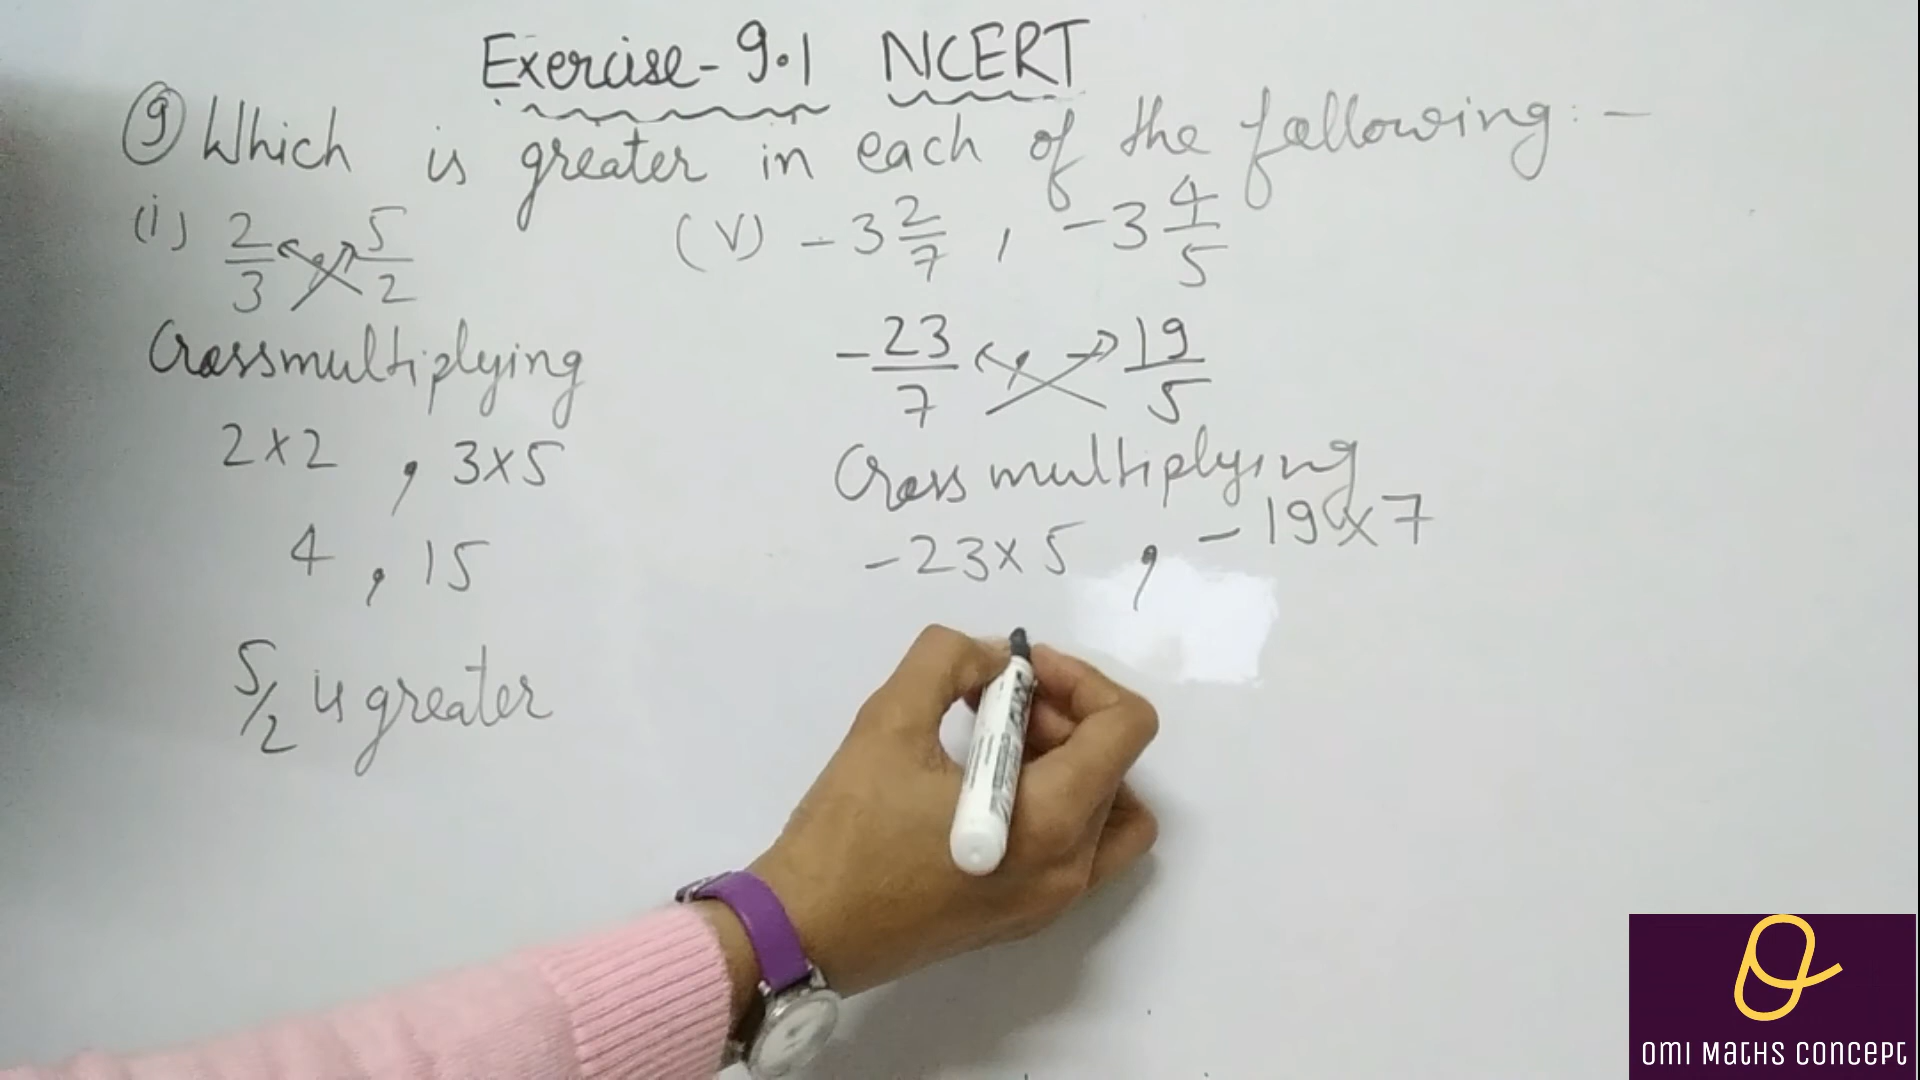 Exercise-9.1 NCERT
9 Which is greater in each of the following:-
(i) 2/3 5/2
Crossmultiplying
2×2 , 3×5
4 , 15
5/2 is greater
(V) -3 2/7 , -3 4/5
-23/7 , 19/5
Cross multiplying
-23×5 , -19×7
OMI MATHS CONCEPT